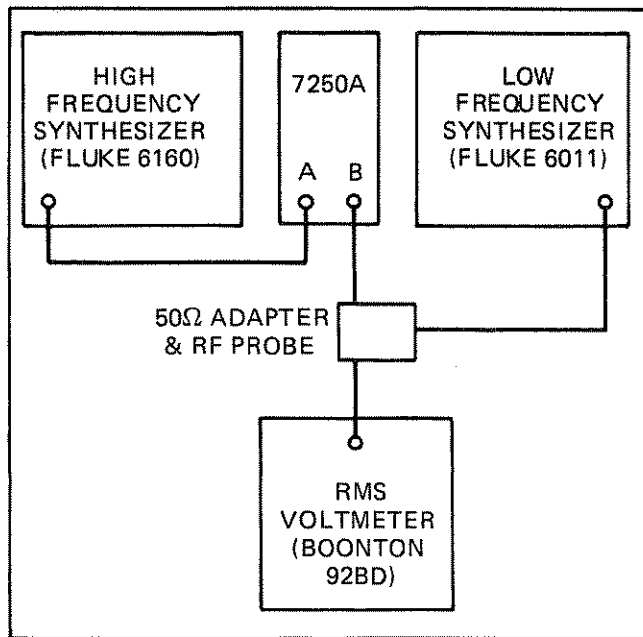 HIGH
FREQUENCY
SYNTHESIZER
(FLUKE 6160)
7250A
A B
LOW
FREQUENCY
SYNTHESIZER
(FLUKE 6011)
50Ω ADAPTER
& RF PROBE
RMS
VOLTMETER
(BOONTON
92BD)